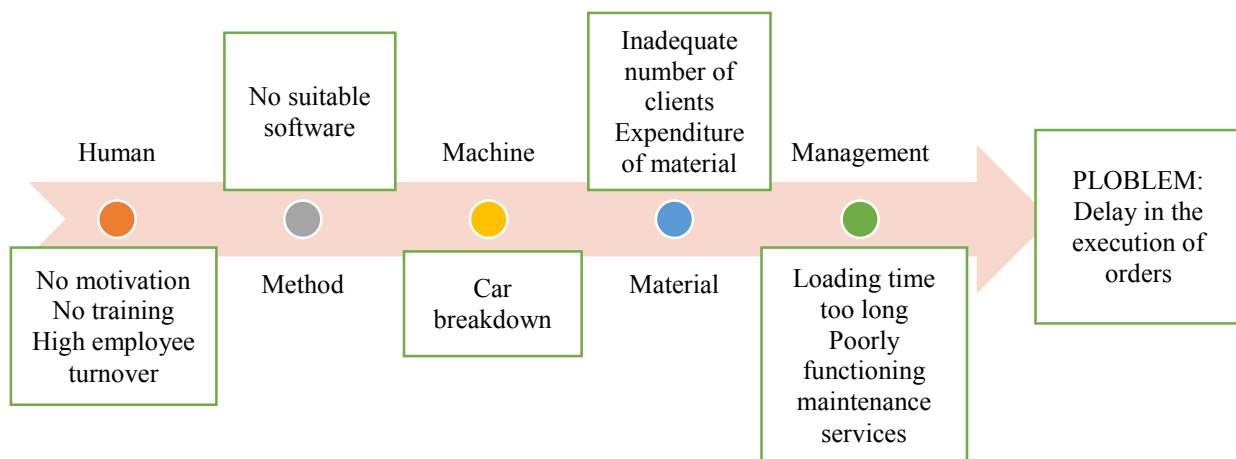 Human
No motivation
No training
High employee
turnover
No suitable
software
Method
Machine
Car
breakdown
Inadequate
number of
clients
Expenditure
of material
Material
Management
Loading time
too long
Poorly
functioning
maintenance
services
PLOBLEM:
Delay in the
execution of
orders